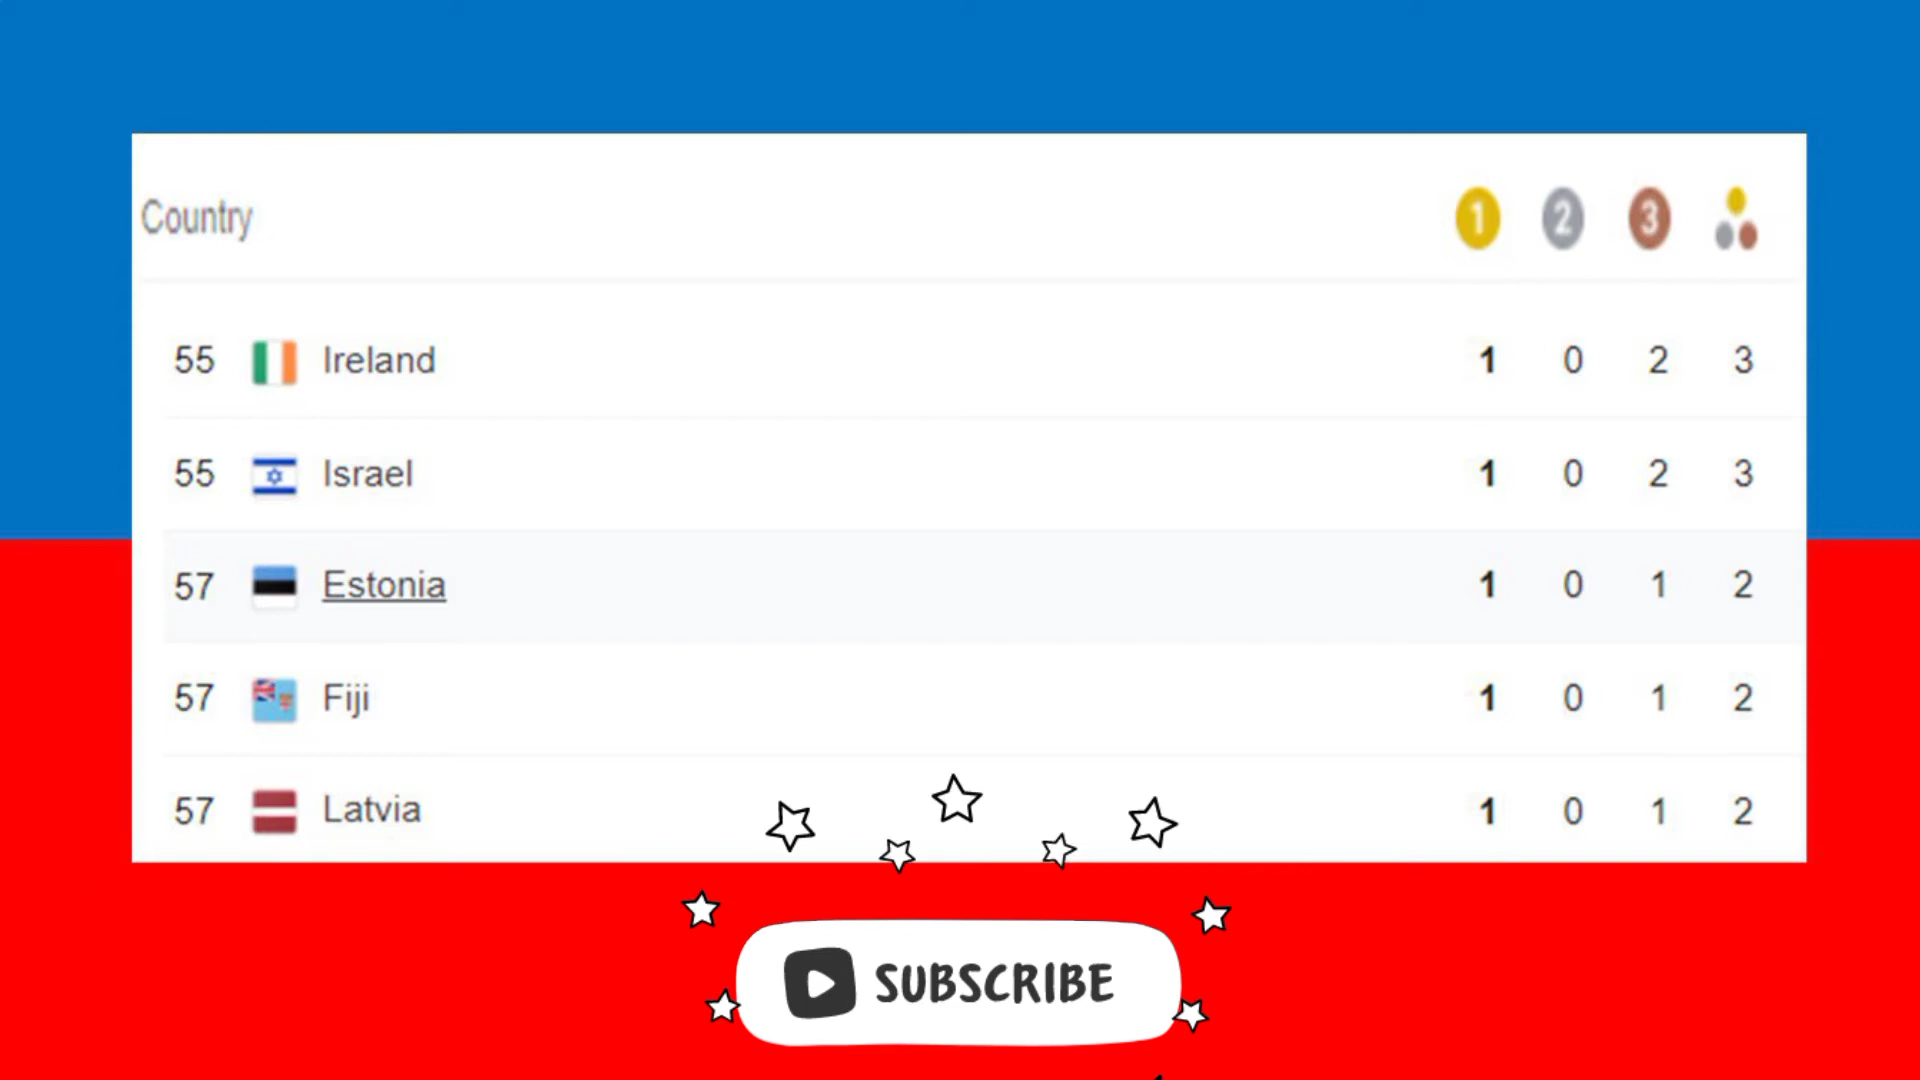 Country 1 2 3
55 Ireland 1 0 2 3
55 Israel 1 0 2 3
57 Estonia 1 0 1 2
57 Fiji 1 0 1 2
57 Latvia 1 0 1 2
SUBSCRIBE